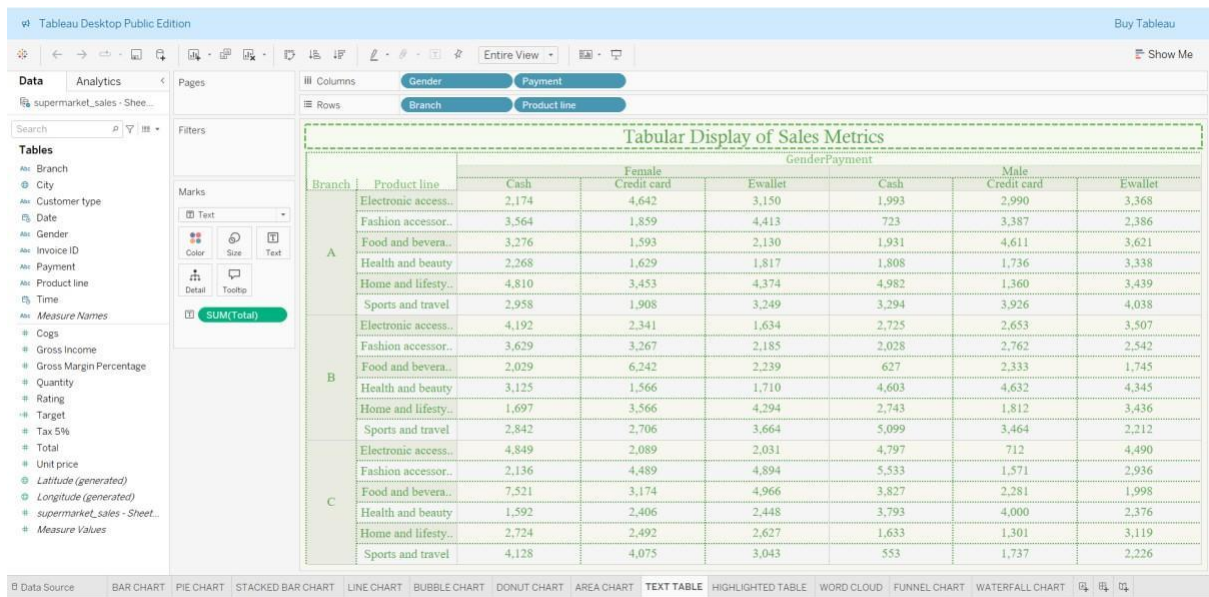 Tableau Desktop Public Edition Buy Tableau
Entire View Show Me
Data Analytics
supermarket_sales - Shee...
Search
Tables
Abc Branch
City
Abc Customer type
Date
Abc Gender
Abc Invoice ID
Abc Payment
Abc Product line
Time
Abc Measure Names
# Cogs
# Gross Income
# Gross Margin Percentage
# Quantity
# Rating
=# Target
# Tax 5%
# Total
# Unit price
Latitude (generated)
Longitude (generated)
# supermarket_sales - Sheet...
# Measure Values
Pages
Filters
Marks
Text
Color Size Text
Detail Tooltip
SUM(Total)
Columns Gender Payment
Rows Branch Product line
Tabular Display of Sales Metrics
GenderPayment
Female Male
Branch Product line Cash Credit card Ewallet Cash Credit card Ewallet
A
Electronic access.. 2,174 4,642 3,150 1,993 2,990 3,368
Fashion accessor.. 3,564 1,859 4,413 723 3,387 2,386
Food and bevera.. 3,276 1,593 2,130 1,931 4,611 3,621
Health and beauty 2,268 1,629 1,817 1,808 1,736 3,338
Home and lifesty.. 4,810 3,453 4,374 4,982 1,360 3,439
Sports and travel 2,958 1,908 3,249 3,294 3,926 4,038
B
Electronic access.. 4,192 2,341 1,634 2,725 2,653 3,507
Fashion accessor.. 3,629 3,267 2,185 2,028 2,762 2,542
Food and bevera.. 2,029 6,242 2,239 627 2,333 1,745
Health and beauty 3,125 1,566 1,710 4,603 4,632 4,345
Home and lifesty.. 1,697 3,566 4,294 2,743 1,812 3,436
Sports and travel 2,842 2,706 3,664 5,099 3,464 2,212
C
Electronic access.. 4,849 2,089 2,031 4,797 712 4,490
Fashion accessor.. 2,136 4,489 4,894 5,533 1,571 2,936
Food and bevera.. 7,521 3,174 4,966 3,827 2,281 1,998
Health and beauty 1,592 2,406 2,448 3,793 4,000 2,376
Home and lifesty.. 2,724 2,492 2,627 1,633 1,301 3,119
Sports and travel 4,128 4,075 3,043 553 1,737 2,226
Data Source BAR CHART PIE CHART STACKED BAR CHART LINE CHART BUBBLE CHART DONUT CHART AREA CHART TEXT TABLE HIGHLIGHTED TABLE WORD CLOUD FUNNEL CHART WATERFALL CHART